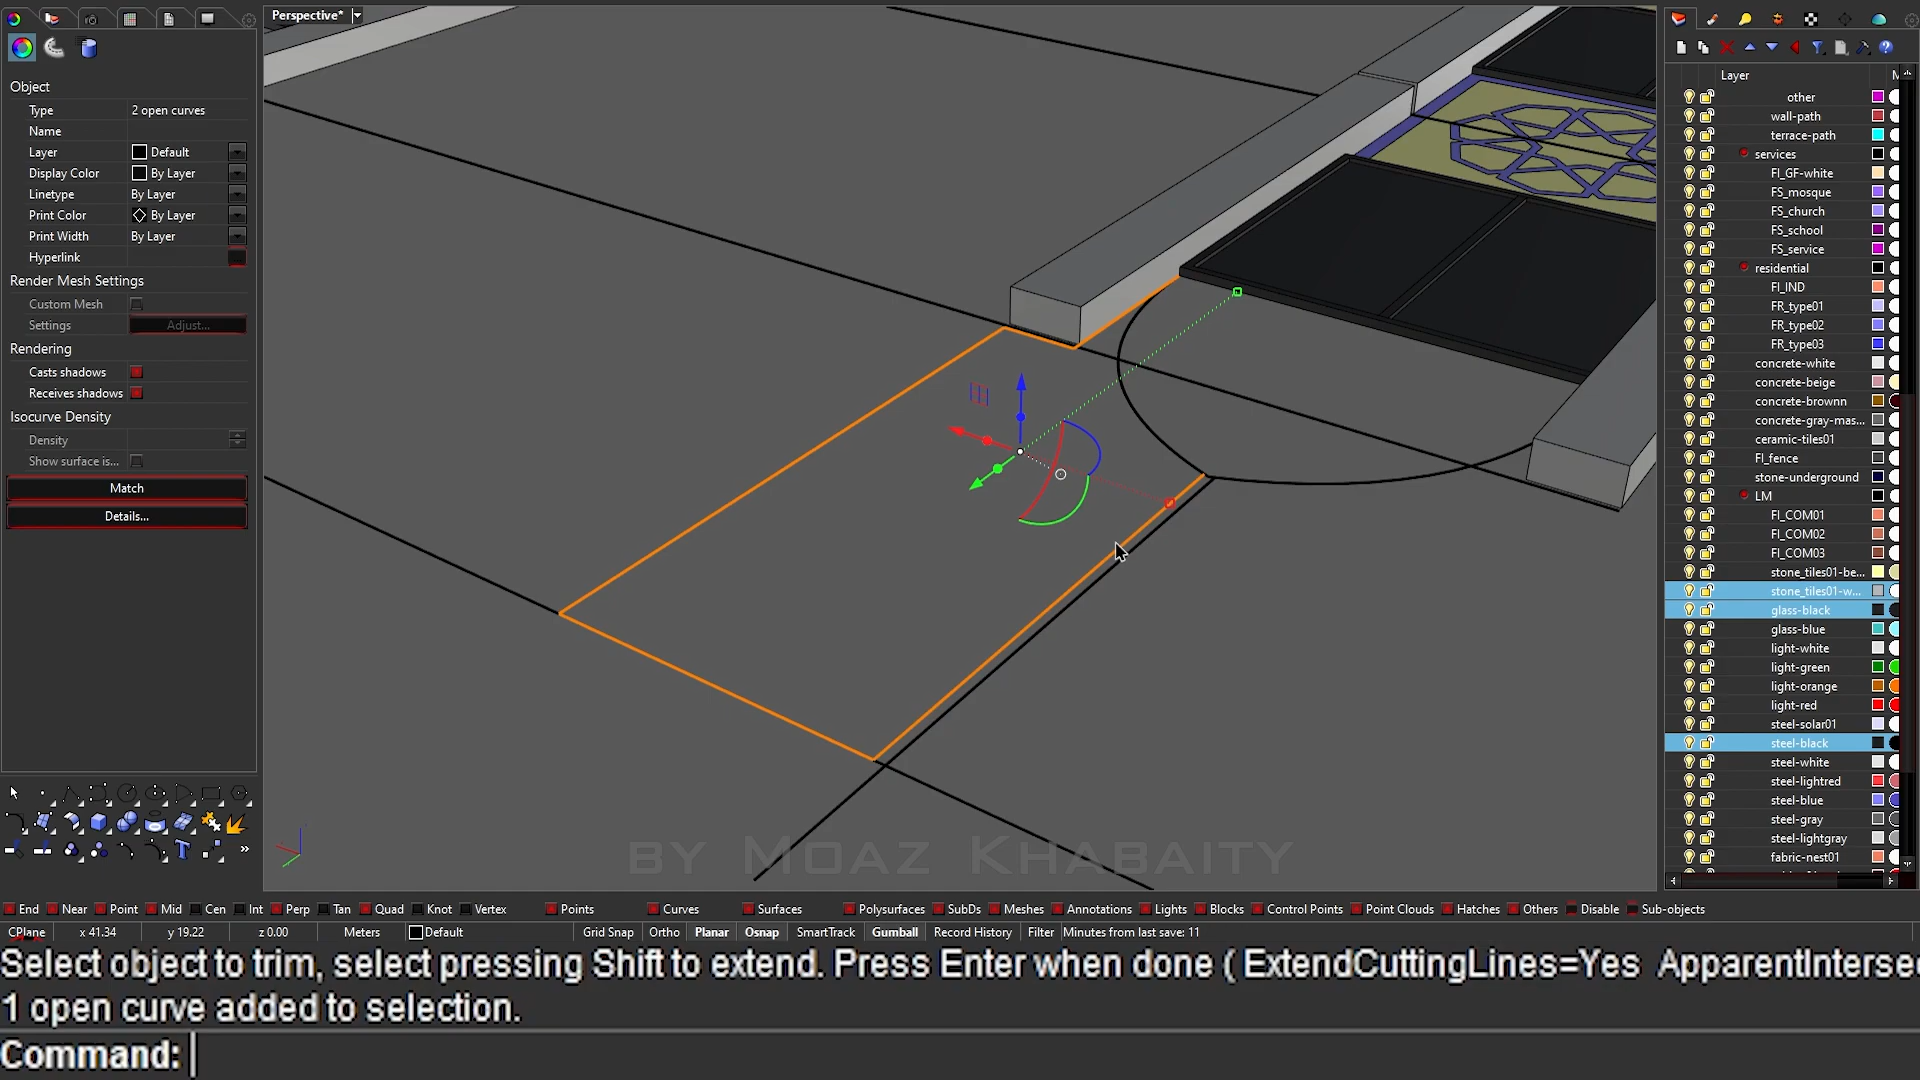 Perspective*
Object
Type 2 open curves
Name
Layer Default
Display Color By Layer
Linetype By Layer
Print Color By Layer
Print Width By Layer
Hyperlink
Render Mesh Settings
Custom Mesh
Settings Adjust...
Rendering
Casts shadows
Receives shadows
Isocurve Density
Density
Show surface is...
Match
Details...
Layer
other
wall-path
terrace-path
services
FI_GF-white
FS_mosque
FS_church
FS_school
FS_service
residential
FI_IND
FR_type01
FR_type02
FR_type03
concrete-white
concrete-beige
concrete-brownn
concrete-gray-mas...
ceramic-tiles01
FI_fence
stone-underground
LM
FI_COM01
FI_COM02
FI_COM03
stone_tiles01-be...
stone_tiles01-w...
glass-black
glass-blue
light-white
light-green
light-orange
light-red
steel-solar01
steel-black
steel-white
steel-lightred
steel-blue
steel-gray
steel-lightgray
fabric-nest01
by Moaz Khabaity
End Near Point Mid Cen Int Perp Tan Quad Knot Vertex Points Curves Surfaces Polysurfaces SubDs Meshes Annotations Lights Blocks Control Points Point Clouds Hatches Others Disable Sub-objects
CPlane x 41.34 y 19.22 z 0.00 Meters Default Grid Snap Ortho Planar Osnap SmartTrack Gumball Record History Filter Minutes from last save: 11
Select object to trim, select pressing Shift to extend. Press Enter when done ( ExtendCuttingLines=Yes ApparentInterse
1 open curve added to selection.
Command: